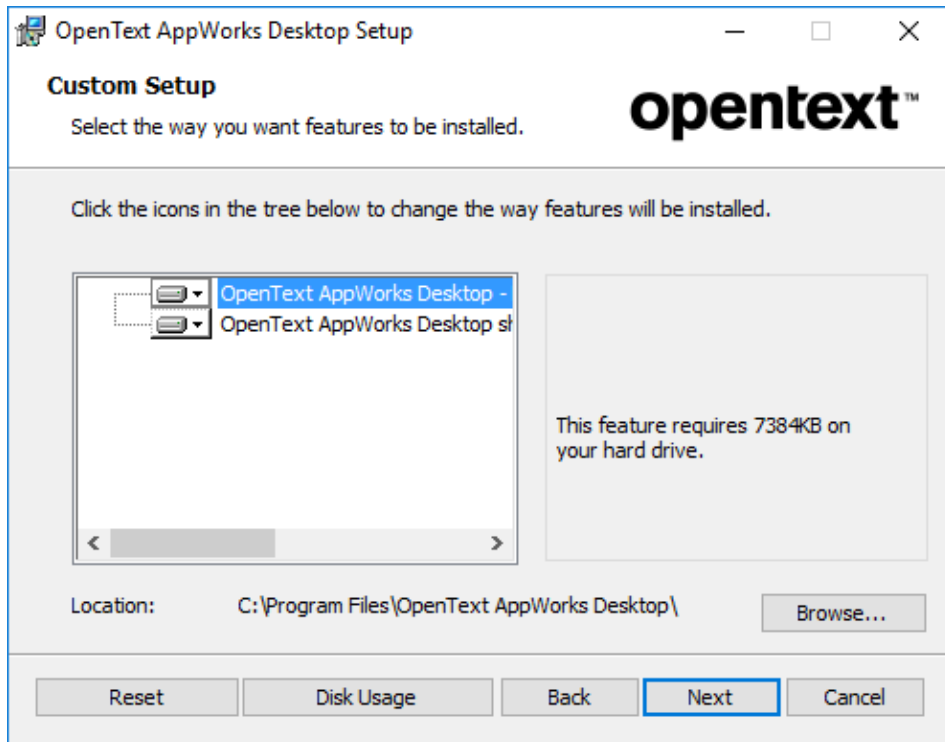 OpenText AppWorks Desktop Setup
Custom Setup
Select the way you want features to be installed.
opentext™
Click the icons in the tree below to change the way features will be installed.
OpenText AppWorks Desktop -
OpenText AppWorks Desktop
This feature requires 7384KB on
your hard drive.
Location: C:\Program Files\OpenText AppWorks Desktop\
Browse...
Reset Disk Usage Back Next Cancel